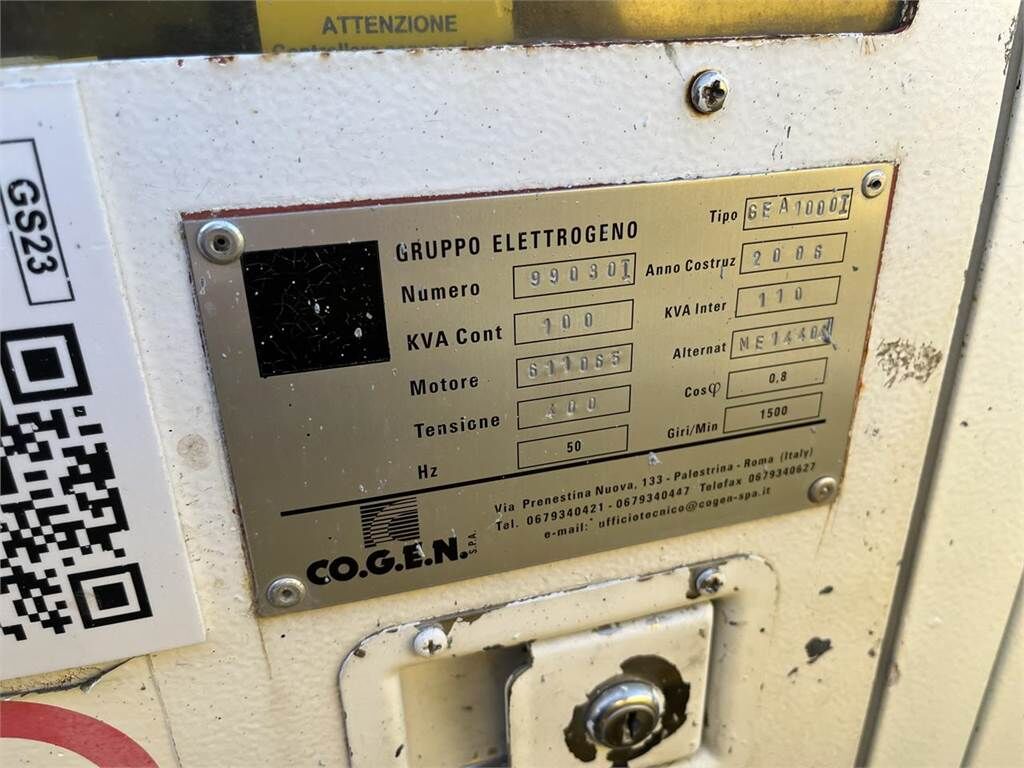 ATTENZIONE
GS23
GRUPPO ELETTROGENO
Tipo GEA1000I
Numero 99030I
Anno Costruz 2006
KVA Cont 100
KVA Inter 110
Motore 611065
Alternat
Tensione 400
Cosφ 0,8
Hz 50
Giri/Min 1500
CO.G.E.N. S.P.A.
Via Prenestina Nuova, 133 - Palestrina - Roma (Italy)
Tel. 0679340421 - 0679340447 Telefax 0679340627
e-mail: ufficiotecnico@cogen-spa.it